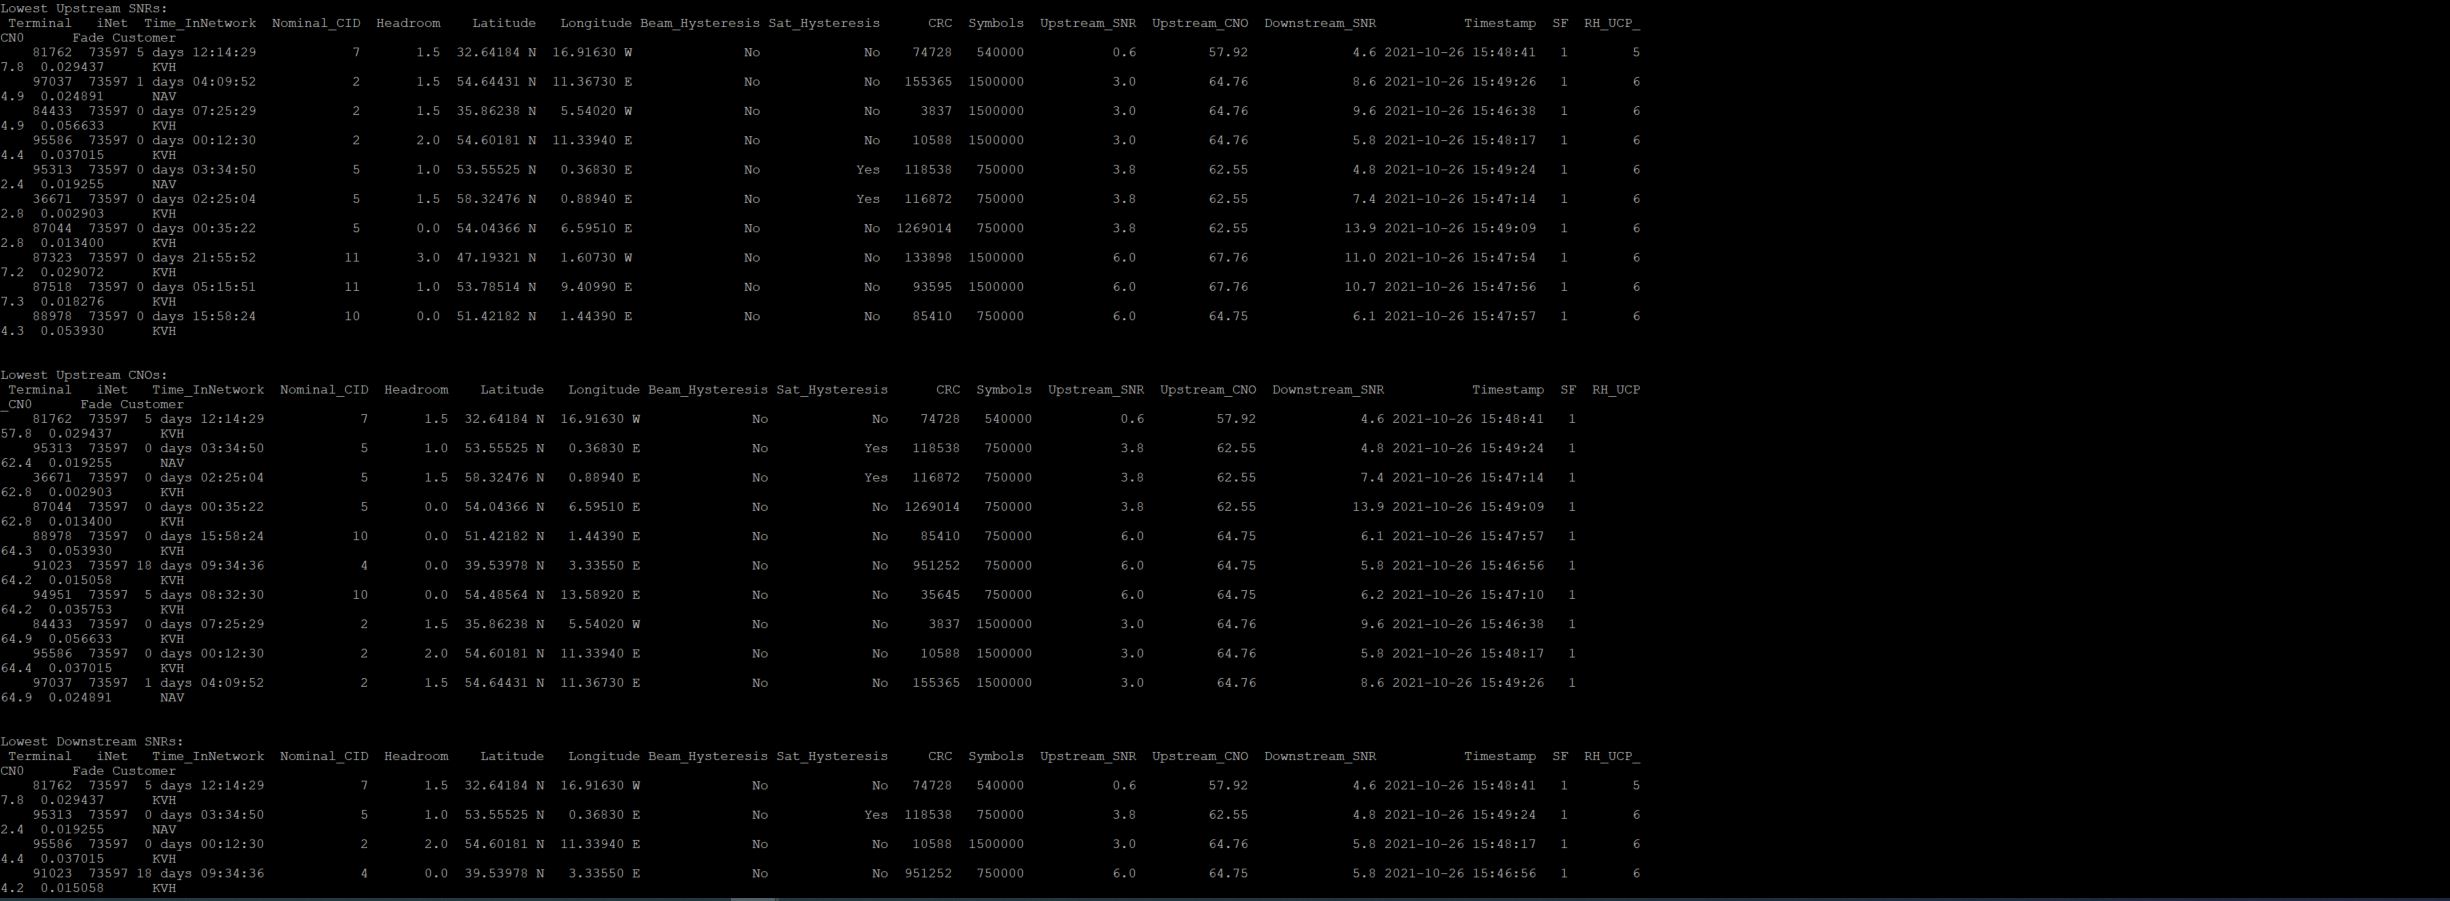 Lowest Upstream SNRs:
Terminal iNet Time_InNetwork Nominal_CID Headroom Latitude Longitude Beam_Hysteresis Sat_Hysteresis CRC Symbols Upstream_SNR Upstream_CNO Downstream_SNR Timestamp SF RH_UCP_
CN0 Fade Customer
81762 73597 5 days 12:14:29 7 1.5 32.64184 N 16.91630 W No No 74728 540000 0.6 57.92 4.6 2021-10-26 15:48:41 1 5
7.8 0.029437 KVH
97037 73597 1 days 04:09:52 2 1.5 54.64431 N 11.36730 E No No 155365 1500000 3.0 64.76 8.6 2021-10-26 15:49:26 1 6
4.9 0.024891 NAV
84433 73597 0 days 07:25:29 2 1.5 35.86238 N 5.54020 W No No 3837 1500000 3.0 64.76 9.6 2021-10-26 15:46:38 1 6
4.9 0.056633 KVH
95586 73597 0 days 00:12:30 2 2.0 54.60181 N 11.33940 E No No 10588 1500000 3.0 64.76 5.8 2021-10-26 15:48:17 1 6
4.4 0.037015 KVH
95313 73597 0 days 03:34:50 5 1.0 53.55525 N 0.36830 E No Yes 118538 750000 3.8 62.55 4.8 2021-10-26 15:49:24 1 6
2.4 0.019255 NAV
36671 73597 0 days 02:25:04 5 1.5 58.32476 N 0.88940 E No Yes 116872 750000 3.8 62.55 7.4 2021-10-26 15:47:14 1 6
2.8 0.002903 KVH
87044 73597 0 days 00:35:22 5 0.0 54.04366 N 6.59510 E No No 1269014 750000 3.8 62.55 13.9 2021-10-26 15:49:09 1 6
2.8 0.013400 KVH
87323 73597 0 days 21:55:52 11 3.0 47.19321 N 1.60730 W No No 133898 1500000 6.0 67.76 11.0 2021-10-26 15:47:54 1 6
7.2 0.029072 KVH
87518 73597 0 days 05:15:51 11 1.0 53.78514 N 9.40990 E No No 93595 1500000 6.0 67.76 10.7 2021-10-26 15:47:56 1 6
7.3 0.018276 KVH
88978 73597 0 days 15:58:24 10 0.0 51.42182 N 1.44390 E No No 85410 750000 6.0 64.75 6.1 2021-10-26 15:47:57 1 6
4.3 0.053930 KVH
Lowest Upstream CNOs:
Terminal iNet Time_InNetwork Nominal_CID Headroom Latitude Longitude Beam_Hysteresis Sat_Hysteresis CRC Symbols Upstream_SNR Upstream_CNO Downstream_SNR Timestamp SF RH_UCP
_CN0 Fade Customer
81762 73597 5 days 12:14:29 7 1.5 32.64184 N 16.91630 W No No 74728 540000 0.6 57.92 4.6 2021-10-26 15:48:41 1
57.8 0.029437 KVH
95313 73597 0 days 03:34:50 5 1.0 53.55525 N 0.36830 E No Yes 118538 750000 3.8 62.55 4.8 2021-10-26 15:49:24 1
62.4 0.019255 NAV
36671 73597 0 days 02:25:04 5 1.5 58.32476 N 0.88940 E No Yes 116872 750000 3.8 62.55 7.4 2021-10-26 15:47:14 1
62.8 0.002903 KVH
87044 73597 0 days 00:35:22 5 0.0 54.04366 N 6.59510 E No No 1269014 750000 3.8 62.55 13.9 2021-10-26 15:49:09 1
62.8 0.013400 KVH
88978 73597 0 days 15:58:24 10 0.0 51.42182 N 1.44390 E No No 85410 750000 6.0 64.75 6.1 2021-10-26 15:47:57 1
64.3 0.053930 KVH
91023 73597 18 days 09:34:36 4 0.0 39.53978 N 3.33550 E No No 951252 750000 6.0 64.75 5.8 2021-10-26 15:46:56 1
64.2 0.015058 KVH
94951 73597 5 days 08:32:30 10 0.0 54.48564 N 13.58920 E No No 35645 750000 6.0 64.75 6.2 2021-10-26 15:47:10 1
64.2 0.035753 KVH
84433 73597 0 days 07:25:29 2 1.5 35.86238 N 5.54020 W No No 3837 1500000 3.0 64.76 9.6 2021-10-26 15:46:38 1
64.9 0.056633 KVH
95586 73597 0 days 00:12:30 2 2.0 54.60181 N 11.33940 E No No 10588 1500000 3.0 64.76 5.8 2021-10-26 15:48:17 1
64.4 0.037015 KVH
97037 73597 1 days 04:09:52 2 1.5 54.64431 N 11.36730 E No No 155365 1500000 3.0 64.76 8.6 2021-10-26 15:49:26 1
64.9 0.024891 NAV
Lowest Downstream SNRs:
Terminal iNet Time_InNetwork Nominal_CID Headroom Latitude Longitude Beam_Hysteresis Sat_Hysteresis CRC Symbols Upstream_SNR Upstream_CNO Downstream_SNR Timestamp SF RH_UCP_
CN0 Fade Customer
81762 73597 5 days 12:14:29 7 1.5 32.64184 N 16.91630 W No No 74728 540000 0.6 57.92 4.6 2021-10-26 15:48:41 1 5
7.8 0.029437 KVH
95313 73597 0 days 03:34:50 5 1.0 53.55525 N 0.36830 E No Yes 118538 750000 3.8 62.55 4.8 2021-10-26 15:49:24 1 6
2.4 0.019255 NAV
95586 73597 0 days 00:12:30 2 2.0 54.60181 N 11.33940 E No No 10588 1500000 3.0 64.76 5.8 2021-10-26 15:48:17 1 6
4.4 0.037015 KVH
91023 73597 18 days 09:34:36 4 0.0 39.53978 N 3.33550 E No No 951252 750000 6.0 64.75 5.8 2021-10-26 15:46:56 1 6
4.2 0.015058 KVH